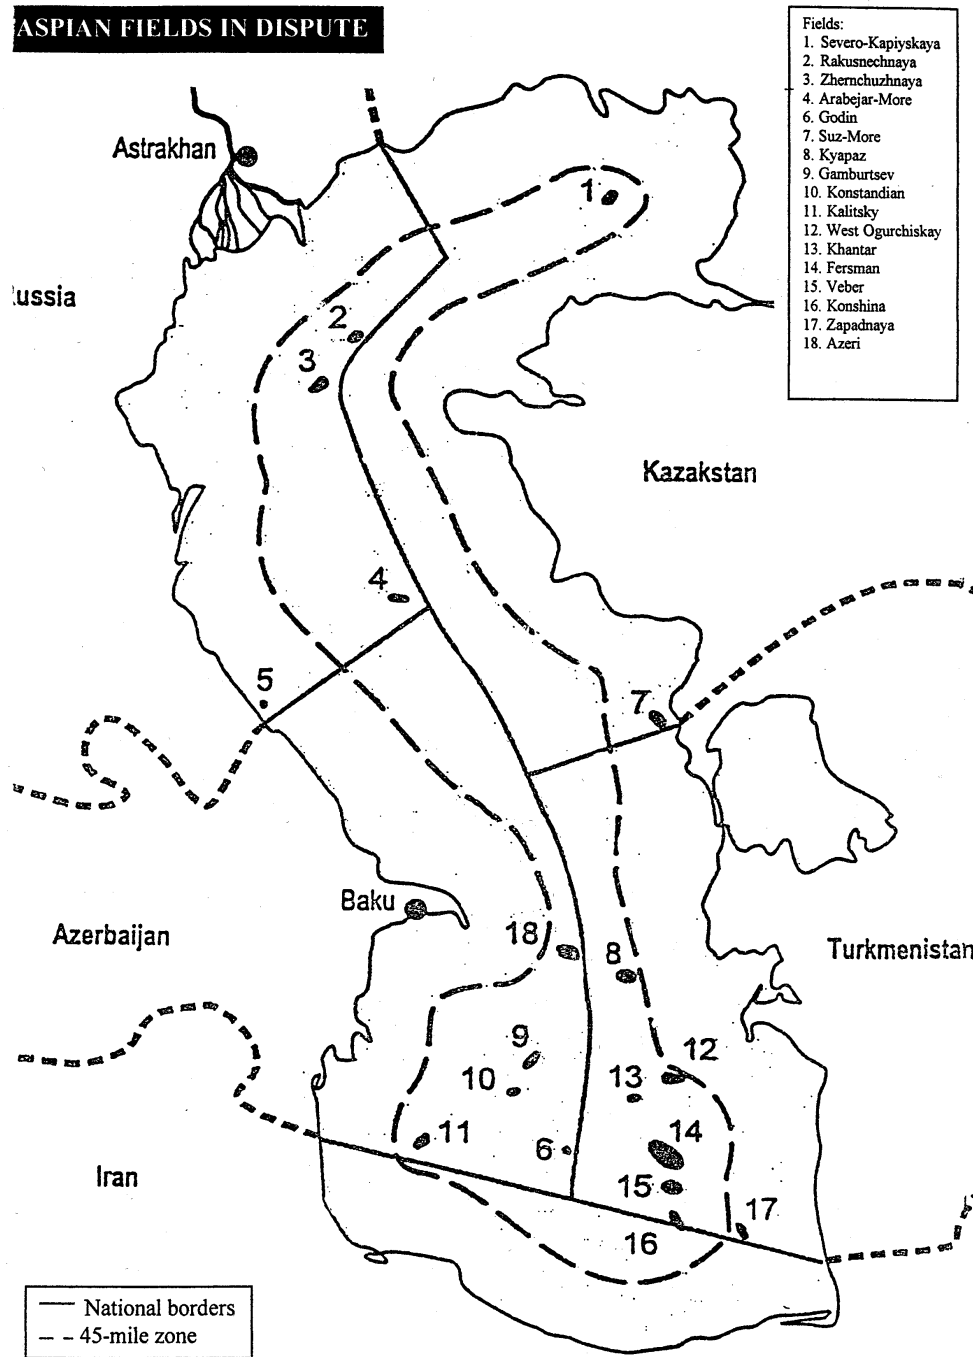 ASPIAN FIELDS IN DISPUTE
Fields:
1. Severo-Kapiyskaya
2. Rakusnechnaya
3. Zhernchuzhnaya
4. Arabejar-More
6. Godin
7. Suz-More
8. Kyapaz
9. Gamburtsev
10. Konstandian
11. Kalitsky
12. West Ogurchiskay
13. Khantar
14. Fersman
15. Veber
16. Konshina
17. Zapadnaya
18. Azeri
Astrakhan
1
ussia
2
3
Kazakstan
4
5
7
Baku
Azerbaijan
18
8
Turkmenistan
9
12
10
13
11
6
14
Iran
15
17
16
National borders
45-mile zone